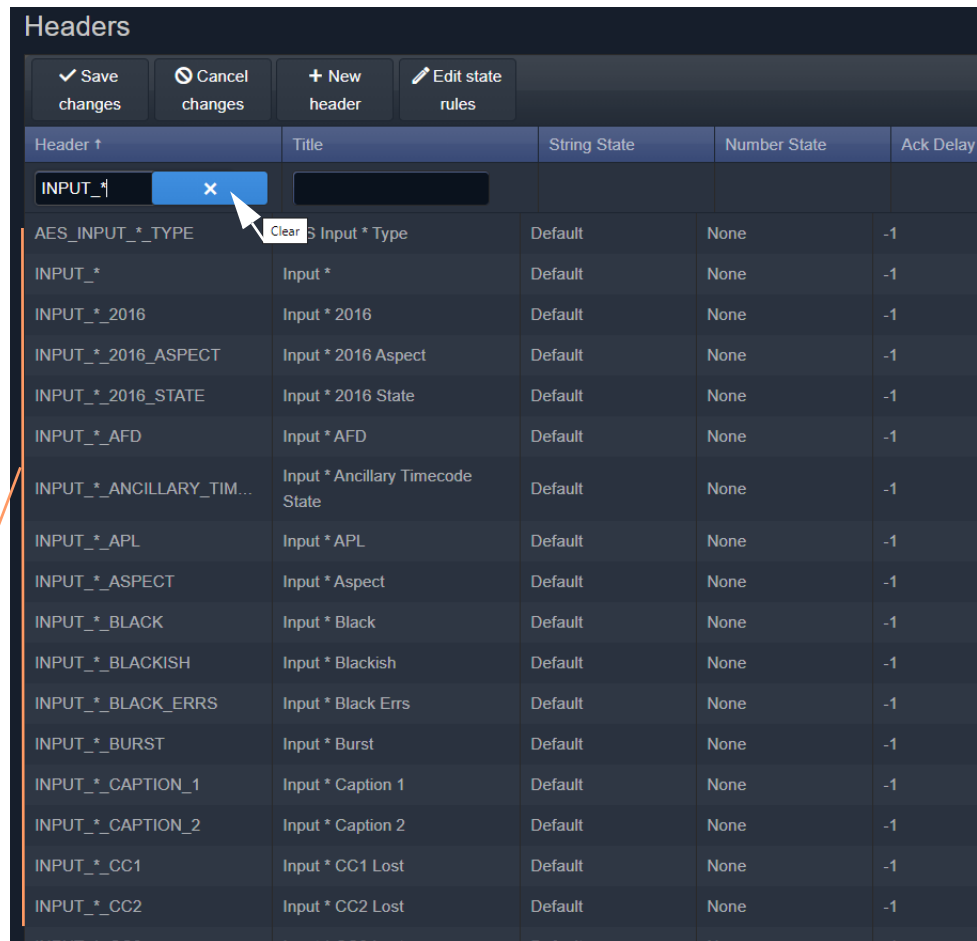 Headers
Save changes Cancel changes + New header Edit state rules
Header ↑ Title String State Number State Ack Delay
INPUT_*
Clear
AES_INPUT_*_TYPE S Input * Type Default None -1
INPUT_* Input * Default None -1
INPUT_*_2016 Input * 2016 Default None -1
INPUT_*_2016_ASPECT Input * 2016 Aspect Default None -1
INPUT_*_2016_STATE Input * 2016 State Default None -1
INPUT_*_AFD Input * AFD Default None -1
INPUT_*_ANCILLARY_TIM... Input * Ancillary Timecode State Default None -1
INPUT_*_APL Input * APL Default None -1
INPUT_*_ASPECT Input * Aspect Default None -1
INPUT_*_BLACK Input * Black Default None -1
INPUT_*_BLACKISH Input * Blackish Default None -1
INPUT_*_BLACK_ERRS Input * Black Errs Default None -1
INPUT_*_BURST Input * Burst Default None -1
INPUT_*_CAPTION_1 Input * Caption 1 Default None -1
INPUT_*_CAPTION_2 Input * Caption 2 Default None -1
INPUT_*_CC1 Input * CC1 Lost Default None -1
INPUT_*_CC2 Input * CC2 Lost Default None -1